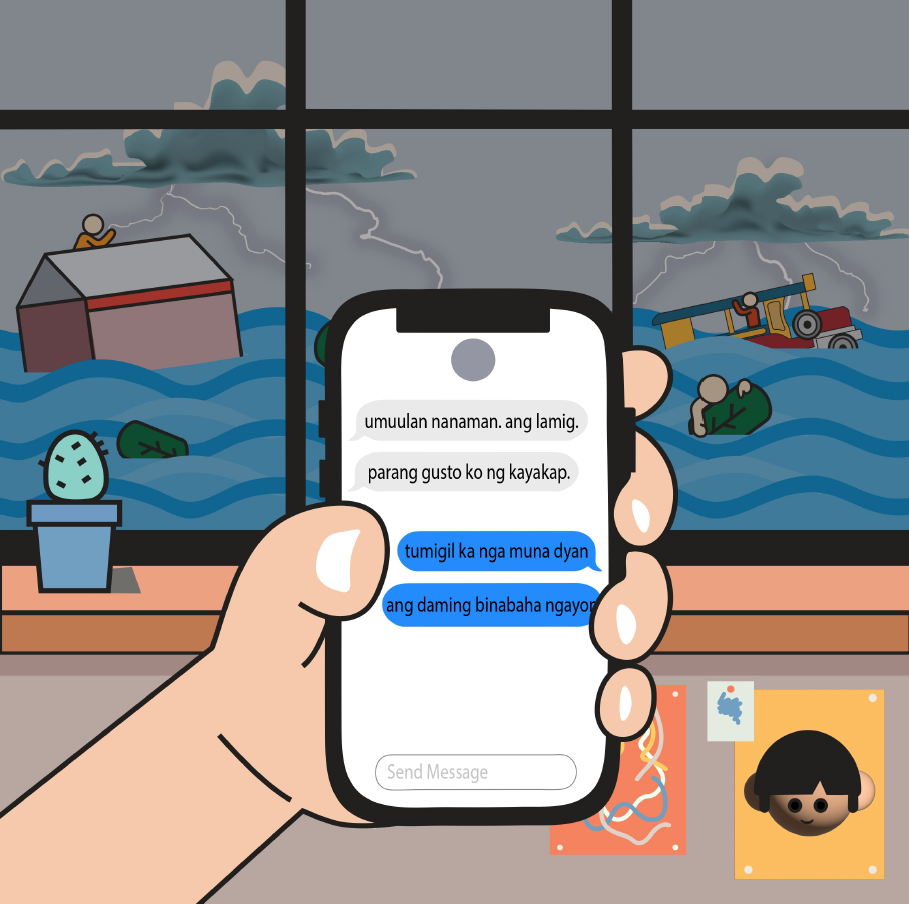 umuulan nanaman. ang lamig.
parang gusto ko ng kayakap.
tumigil ka nga muna dyan
ang daming binabaha ngayon
Send Message